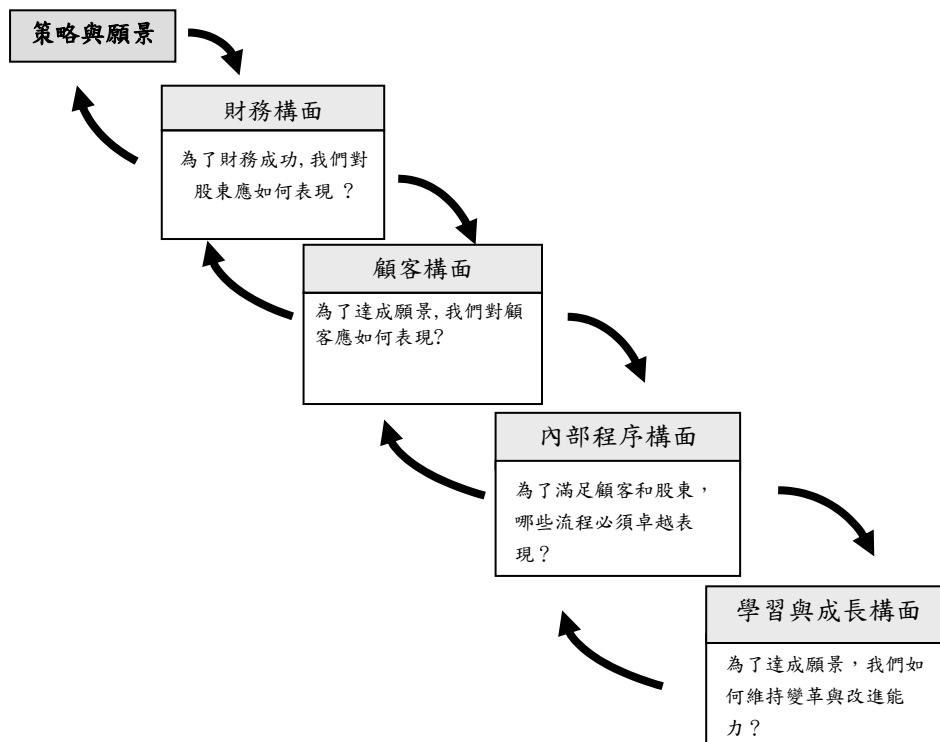 策略與願景
財務構面
為了財務成功,我們對
股東應如何表現 ?
顧客構面
為了達成願景,我們對顧
客應如何表現?
內部程序構面
為了滿足顧客和股東，
哪些流程必須卓越表
現？
學習與成長構面
為了達成願景，我們如
何維持變革與改進能
力？